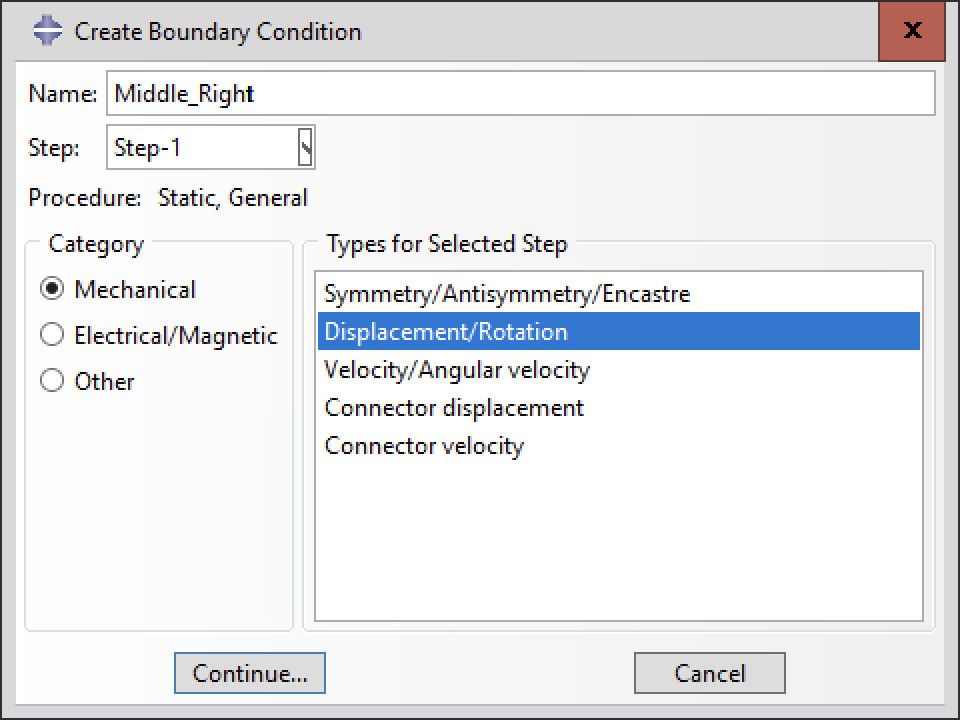 Create Boundary Condition
X
Name: Middle_Right
Step: Step-1
Procedure: Static, General
Category
Mechanical
Electrical/Magnetic
Other
Types for Selected Step
Symmetry/Antisymmetry/Encastre
Displacement/Rotation
Velocity/Angular velocity
Connector displacement
Connector velocity
Continue... Cancel